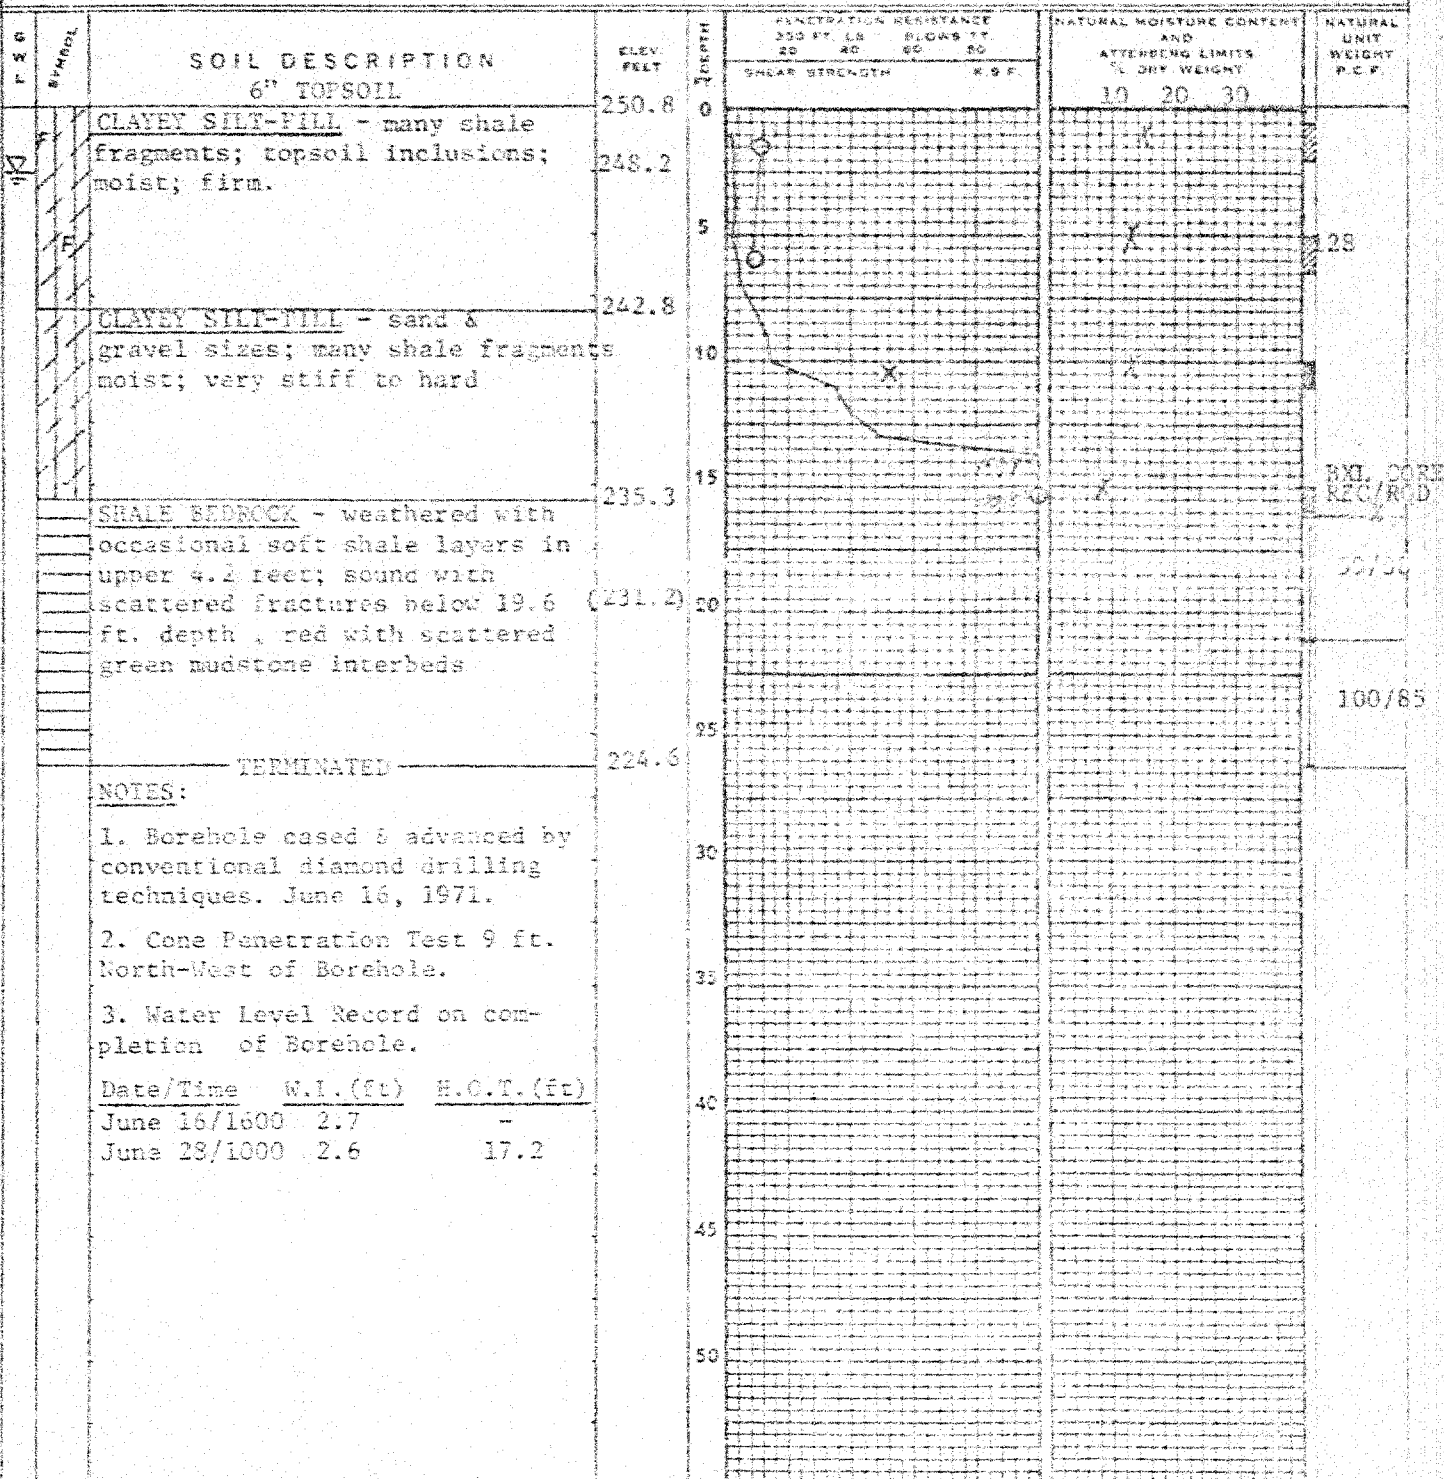 SYMBOL
SOIL DESCRIPTION
6" TOPSOIL
ELEV.
FEET
DEPTH
PENETRATION RESISTANCE
350 FT. LB BLOWS/FT.
20 40 60 80
SHEAR STRENGTH K.S.F.
NATURAL MOISTURE CONTENT
AND
ATTERBERG LIMITS
% DRY WEIGHT
10 20 30
NATURAL
UNIT
WEIGHT
P.C.F.
250.8
0
CLAYEY SILT-FILL - many shale
fragments; topsoil inclusions;
moist; firm.
248.2
F
5
128
242.8
CLAYEY SILT-FILL - sand &
gravel sizes; many shale fragments
moist; very stiff to hard
10
15
BXL CORE
REC/RQD
%
235.3
SHALE BEDROCK - weathered with
occasional soft shale layers in
upper 4.2 feet; sound with
scattered fractures below 19.6
ft. depth , red with scattered
green mudstone interbeds
(231.2)
20
100/85
25
TERMINATED
224.6
NOTES:
1. Borehole cased & advanced by
conventional diamond drilling
techniques. June 16, 1971.
30
2. Cone Penetration Test 9 ft.
North-West of Borehole.
35
3. Water Level Record on com-
pletion of Borehole.
Date/Time W.L.(ft) H.O.T.(ft)
June 16/1600 2.7 -
June 28/1000 2.6 17.2
40
45
50